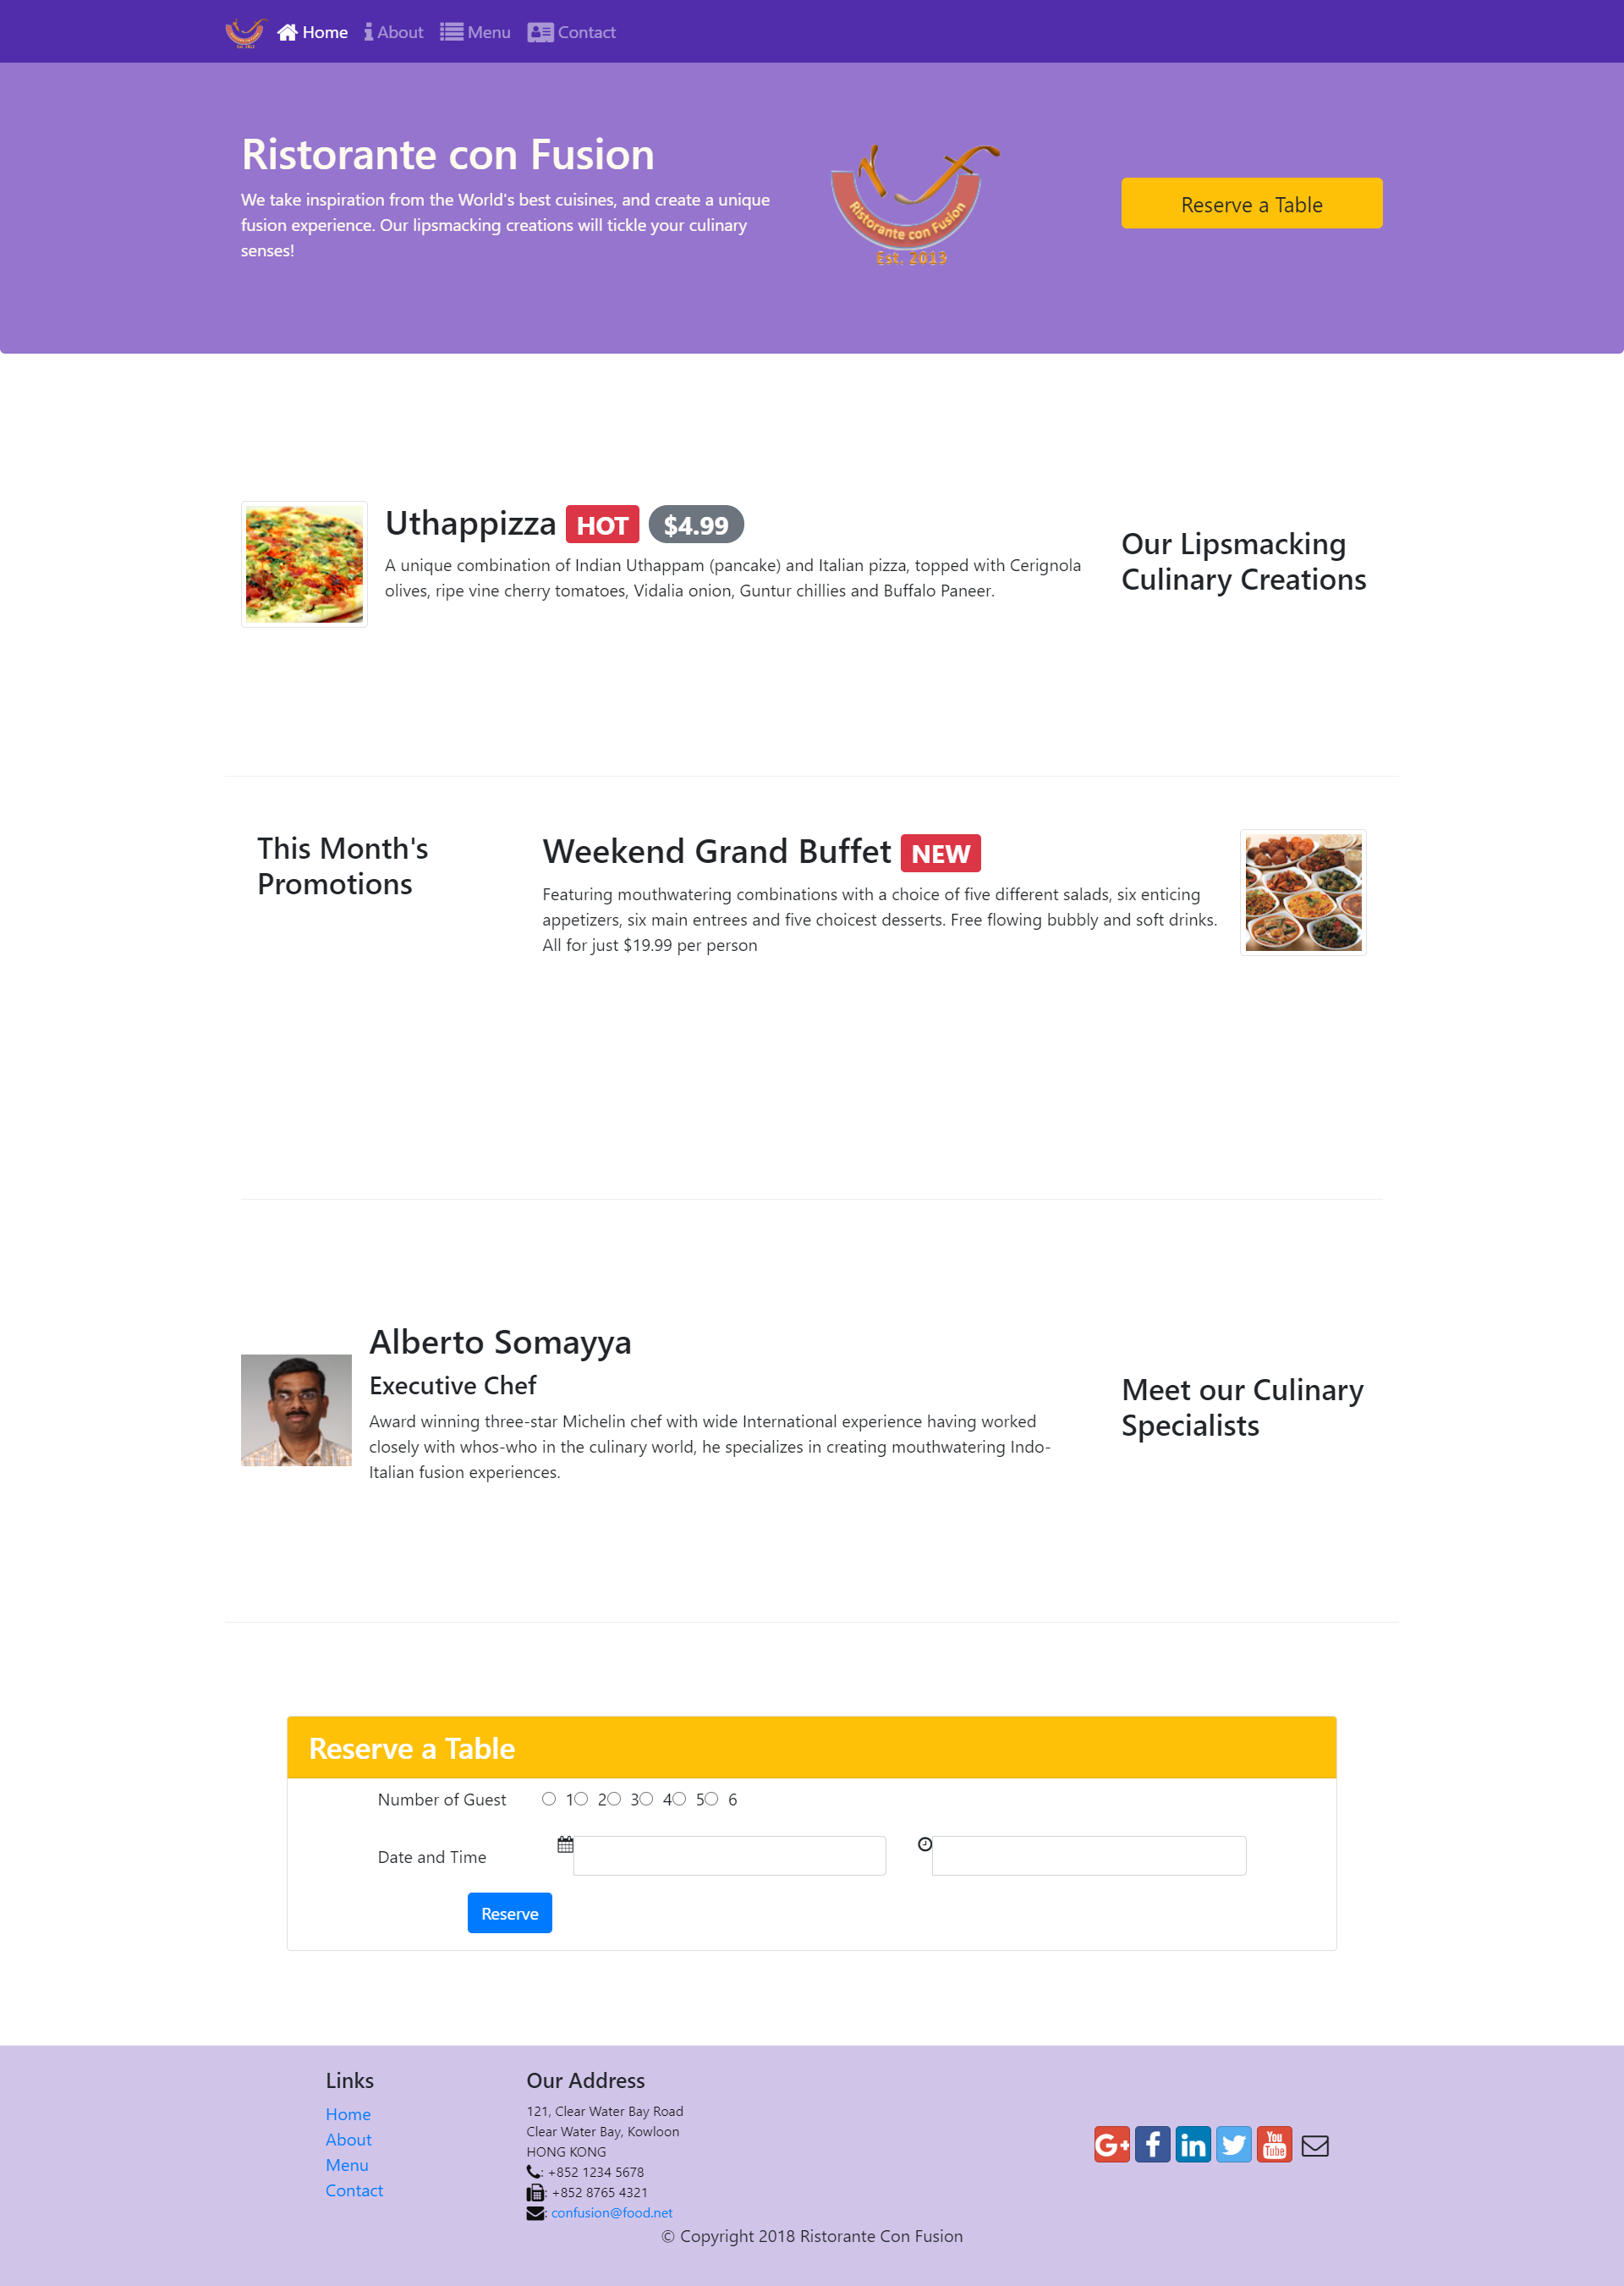 Home About Menu Contact
Ristorante con Fusion
We take inspiration from the World's best cuisines, and create a unique
fusion experience. Our lipsmacking creations will tickle your culinary
senses!
Ristorante con Fusion
Est. 2013
Reserve a Table
Uthappizza HOT $4.99
A unique combination of Indian Uthappam (pancake) and Italian pizza, topped with Cerignola
olives, ripe vine cherry tomatoes, Vidalia onion, Guntur chillies and Buffalo Paneer.
Our Lipsmacking
Culinary Creations
This Month's
Promotions
Weekend Grand Buffet NEW
Featuring mouthwatering combinations with a choice of five different salads, six enticing
appetizers, six main entrees and five choicest desserts. Free flowing bubbly and soft drinks.
All for just $19.99 per person
Alberto Somayya
Executive Chef
Award winning three-star Michelin chef with wide International experience having worked
closely with whos-who in the culinary world, he specializes in creating mouthwatering Indo-
Italian fusion experiences.
Meet our Culinary
Specialists
Reserve a Table
Number of Guest 1 2 3 4 5 6
Date and Time
Reserve
Links
Home
About
Menu
Contact
Our Address
121, Clear Water Bay Road
Clear Water Bay, Kowloon
HONG KONG
: +852 1234 5678
: +852 8765 4321
: confusion@food.net
G+ f in You Tube
© Copyright 2018 Ristorante Con Fusion